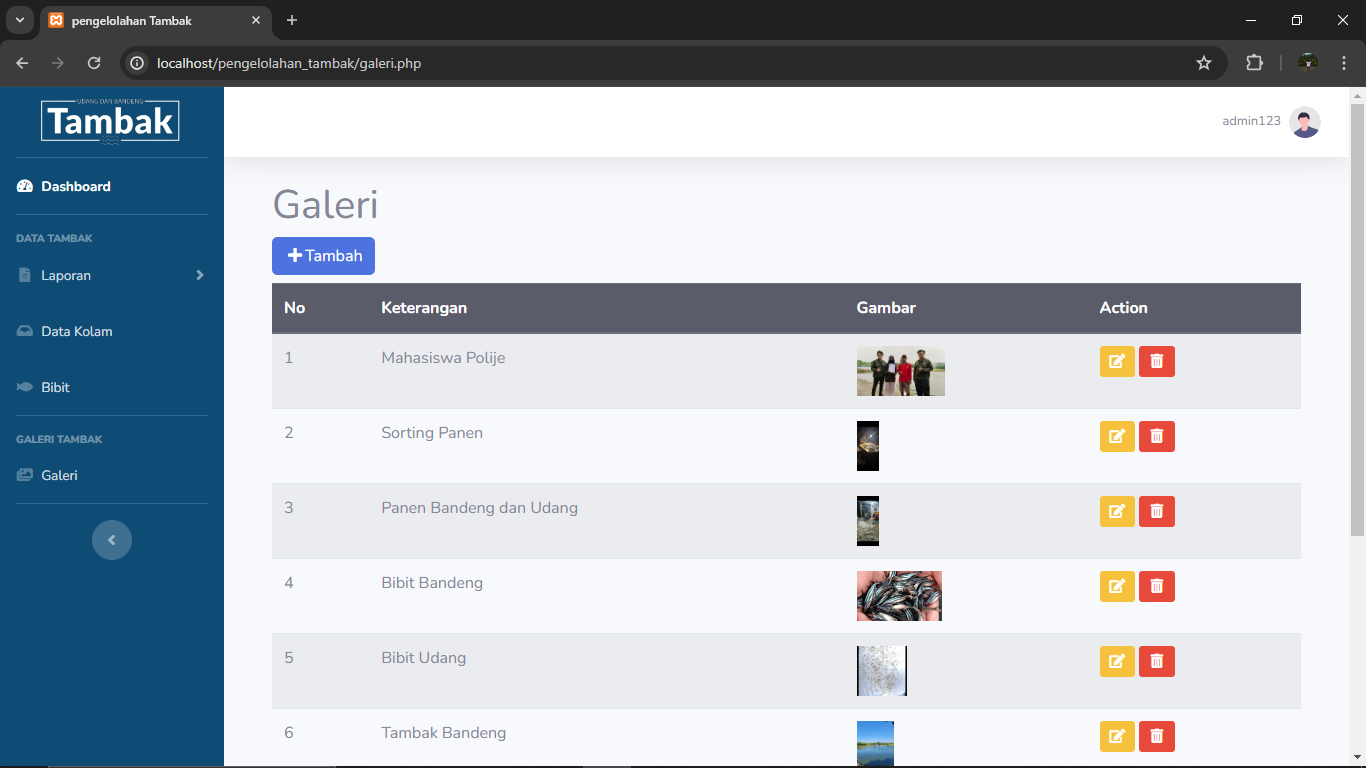 pengelolahan Tambak
localhost/pengelolahan_tambak/galeri.php
UDANG DAN BANDENG
Tambak
admin123
Dashboard
DATA TAMBAK
Laporan
Data Kolam
Bibit
GALERI TAMBAK
Galeri
Galeri
Tambah
No Keterangan Gambar Action
1 Mahasiswa Polije
2 Sorting Panen
3 Panen Bandeng dan Udang
4 Bibit Bandeng
5 Bibit Udang
6 Tambak Bandeng